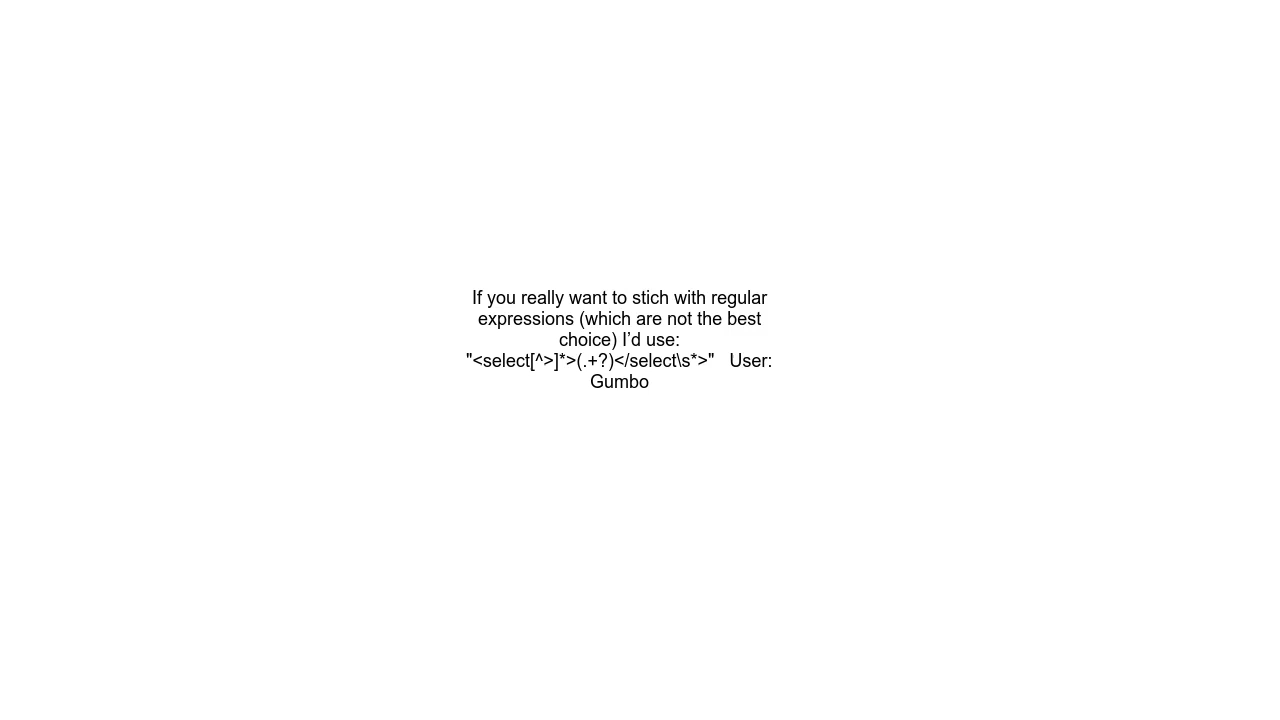 If you really want to stich with regular
expressions (which are not the best
choice) I’d use:
"<select[^>]*>(.+?)</select\s*>"   User:
Gumbo